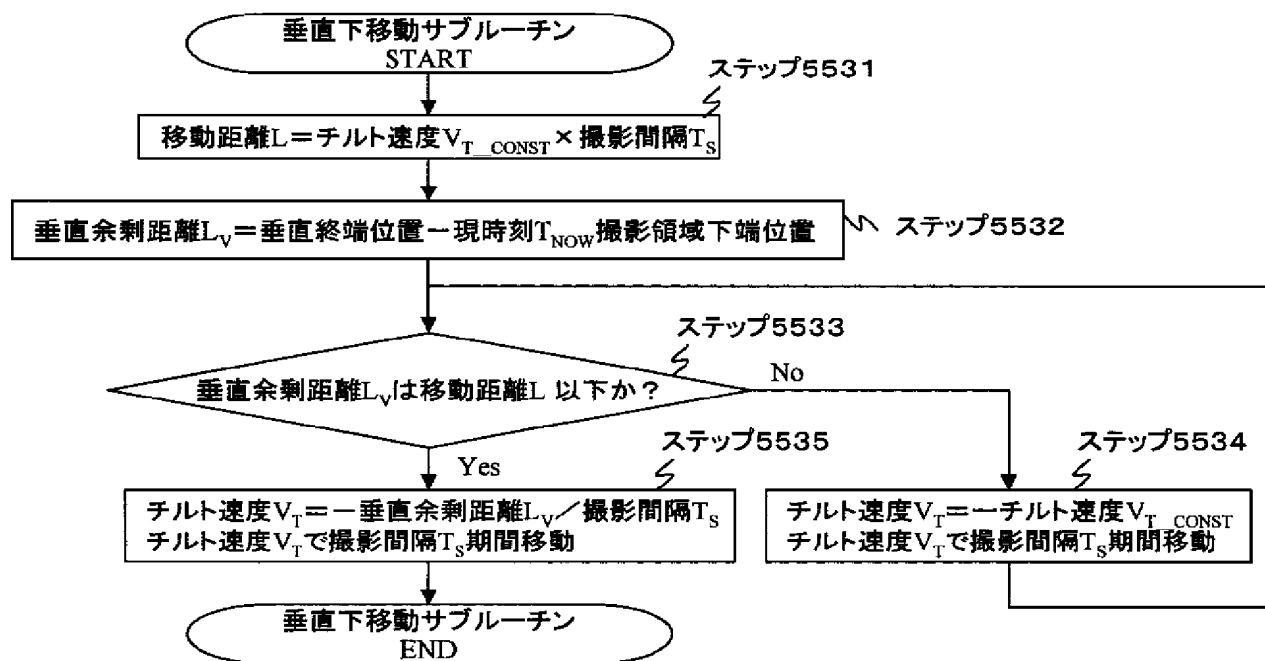 垂直下移動サブルーチン
START
ステップ5531
移動距離L＝チルト速度V_T_CONST×撮影間隔T_S
垂直余剰距離L_V＝垂直終端位置－現時刻T_NOW撮影領域下端位置
ステップ5532
ステップ5533
垂直余剰距離L_Vは移動距離L 以下か？
No
Yes
ステップ5535
ステップ5534
チルト速度V_T＝－垂直余剰距離L_V／撮影間隔T_S
チルト速度V_Tで撮影間隔T_S期間移動
チルト速度V_T＝－チルト速度V_T_CONST
チルト速度V_Tで撮影間隔T_S期間移動
垂直下移動サブルーチン
END